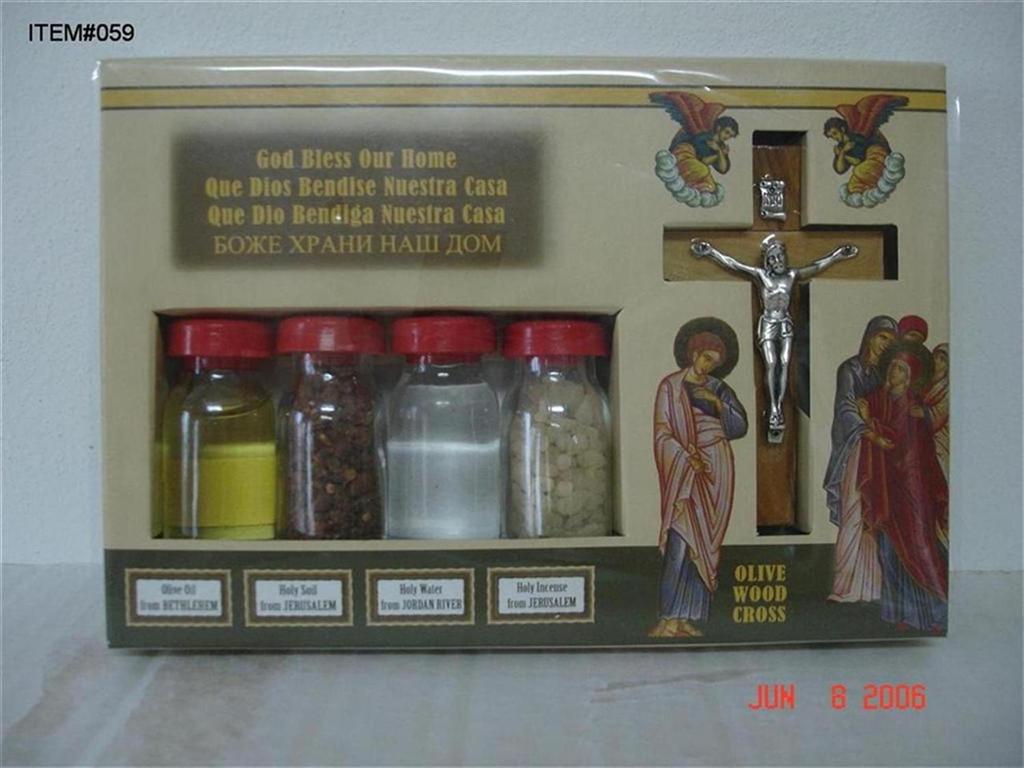 ITEM#059
God Bless Our Home
Que Dios Bendise Nuestra Casa
Que Dio Bendiga Nuestra Casa
БОЖЕ ХРАНИ НАШ ДОМ
Olive Oil
from BETHLEHEM
Holy Soil
from JERUSALEM
Holy Water
from JORDAN RIVER
Holy Incense
from JERUSALEM
OLIVE
WOOD
CROSS
JUN 6 2006